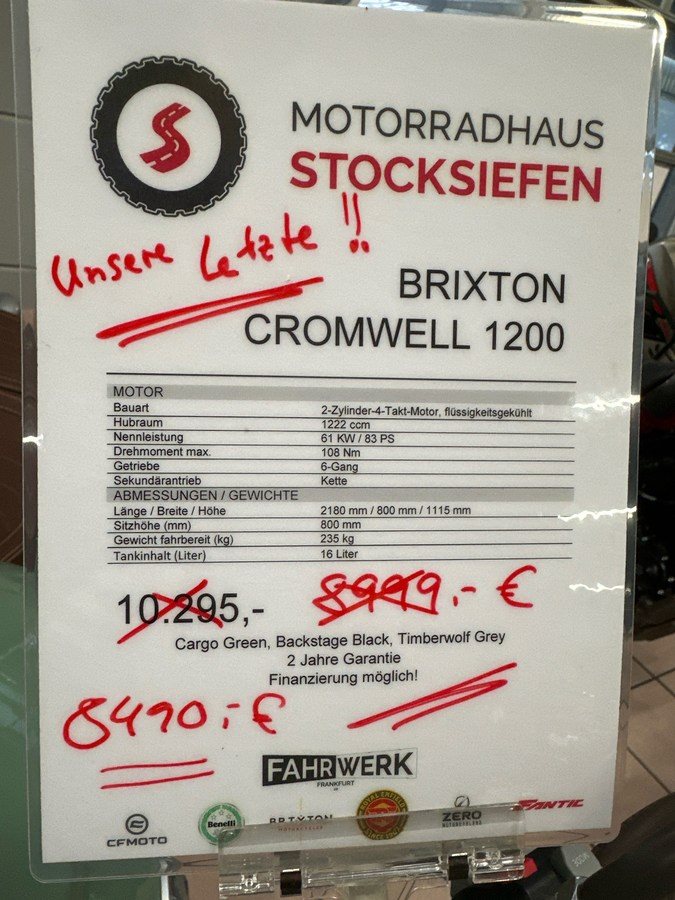 S
MOTORRADHAUS
STOCKSIEFEN
Unsere Letzte !!
BRIXTON
CROMWELL 1200
MOTOR
Bauart 2-Zylinder-4-Takt-Motor, flüssigkeitsgekühlt
Hubraum 1222 ccm
Nennleistung 61 KW / 83 PS
Drehmoment max. 108 Nm
Getriebe 6-Gang
Sekundärantrieb Kette
ABMESSUNGEN / GEWICHTE
Länge / Breite / Höhe 2180 mm / 800 mm / 1115 mm
Sitzhöhe (mm) 800 mm
Gewicht fahrbereit (kg) 235 kg
Tankinhalt (Liter) 16 Liter
10.295,- 8999,- €
Cargo Green, Backstage Black, Timberwolf Grey
2 Jahre Garantie
Finanzierung möglich!
8490,- €
FAHRWERK
FRANKFURT
CFMOTO Benelli BRIXTON ROYAL ENFIELD ZERO FANTIC
MOTORCYCLES